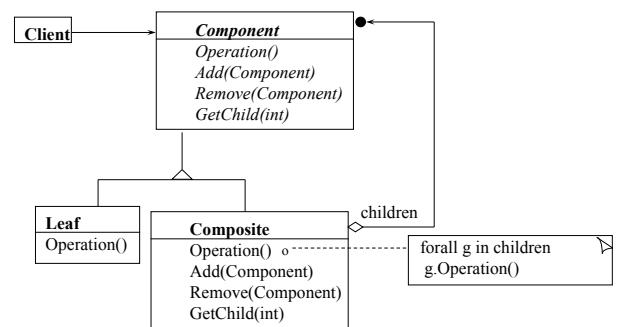 Client
Component
Operation()
Add(Component)
Remove(Component)
GetChild(int)
children
Leaf
Operation()
Composite
Operation() o
Add(Component)
Remove(Component)
GetChild(int)
forall g in children
g.Operation()